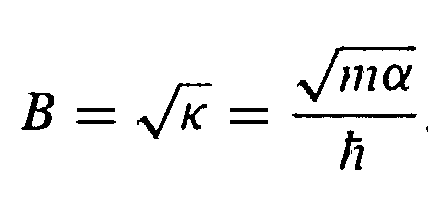 B = √κ = √mα / ħ.